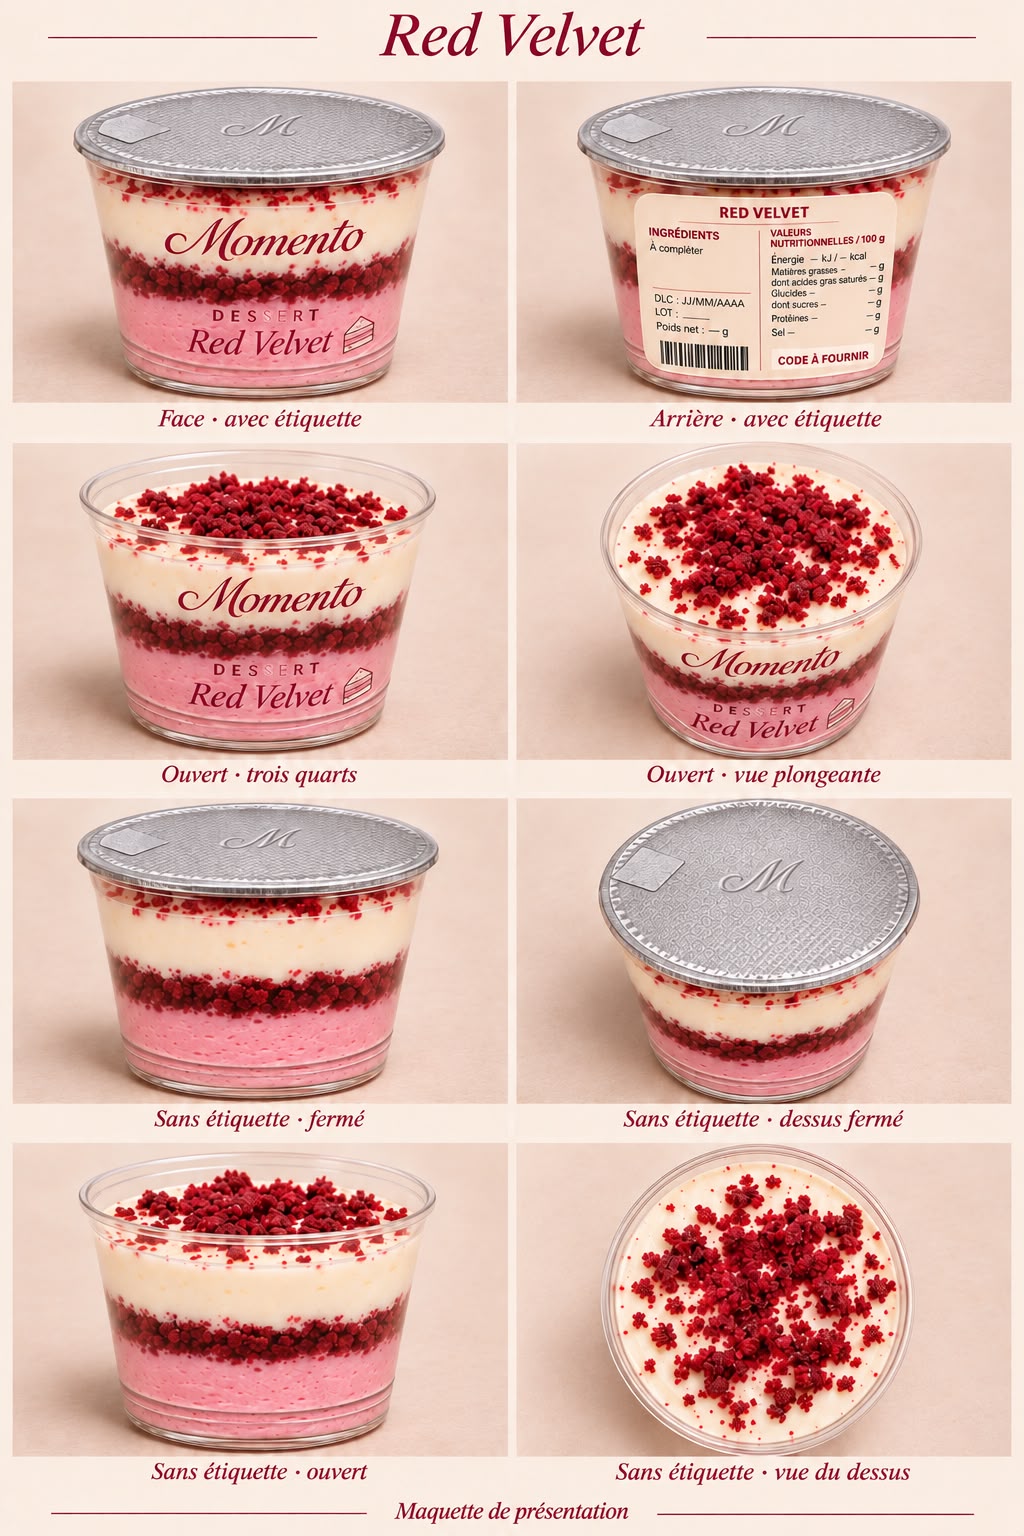 Red Velvet
M
Momento
DESSERT
Red Velvet
Face · avec étiquette
M
RED VELVET
INGRÉDIENTS
À compléter
DLC : JJ/MM/AAAA
LOT : _____
Poids net : — g
VALEURS
NUTRITIONNELLES / 100 g
Énergie — kJ / — kcal
Matières grasses – — g
dont acides gras saturés – g
Glucides – — g
dont sucres – — g
Protéines – — g
Sel – — g
CODE À FOURNIR
Arrière · avec étiquette
Momento
DESSERT
Red Velvet
Ouvert · trois quarts
Momento
DESSERT
Red Velvet
Ouvert · vue plongeante
M
Sans étiquette · fermé
M
Sans étiquette · dessus fermé
Sans étiquette · ouvert
Sans étiquette · vue du dessus
Maquette de présentation